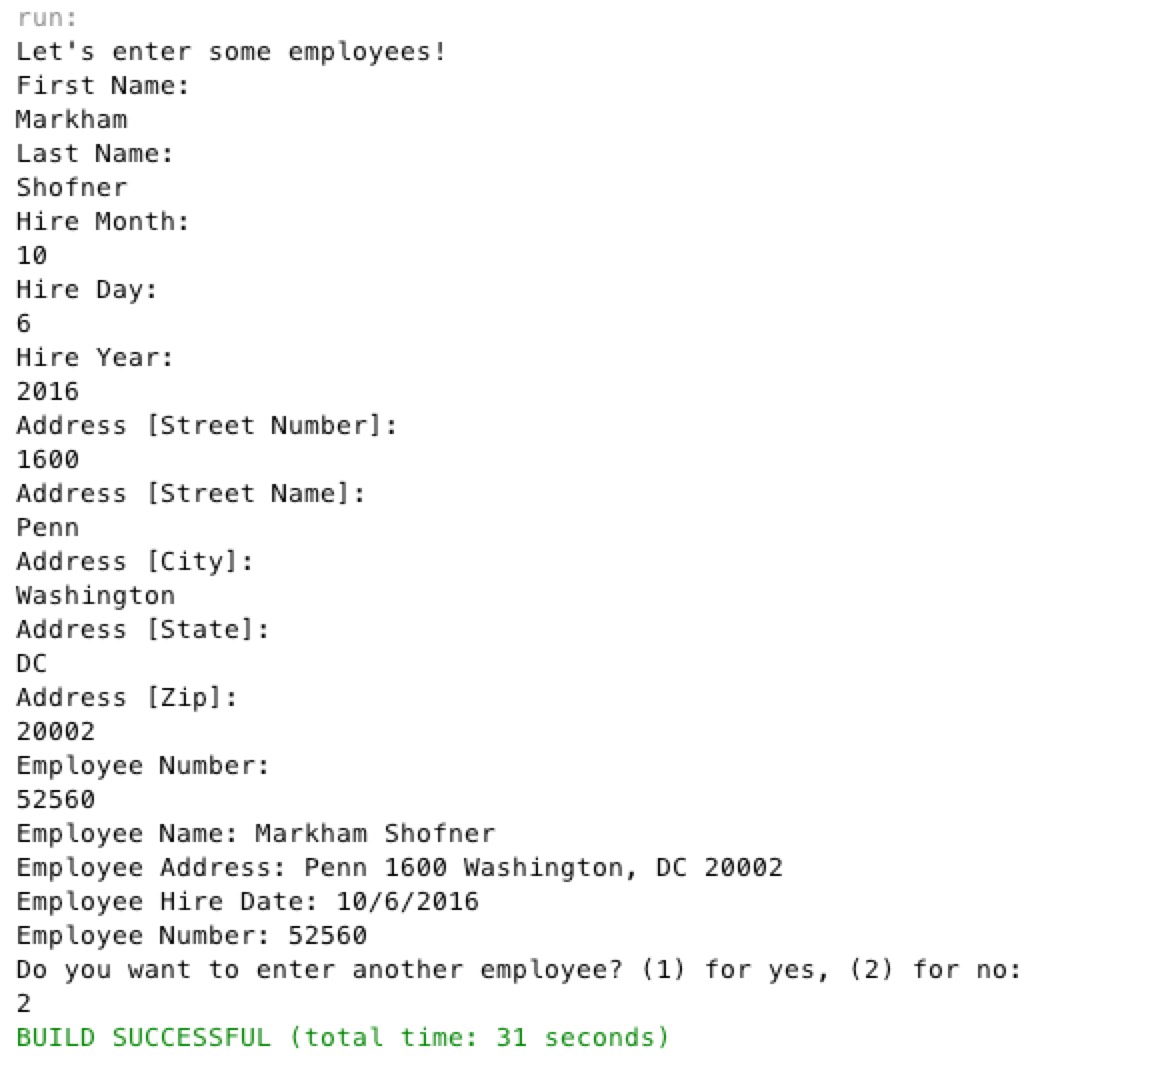 run:
Let's enter some employees!
First Name:
Markham
Last Name:
Shofner
Hire Month:
10
Hire Day:
6
Hire Year:
2016
Address [Street Number]:
1600
Address [Street Name]:
Penn
Address [City]:
Washington
Address [State]:
DC
Address [Zip]:
20002
Employee Number:
52560
Employee Name: Markham Shofner
Employee Address: Penn 1600 Washington, DC 20002
Employee Hire Date: 10/6/2016
Employee Number: 52560
Do you want to enter another employee? (1) for yes, (2) for no:
2
BUILD SUCCESSFUL (total time: 31 seconds)